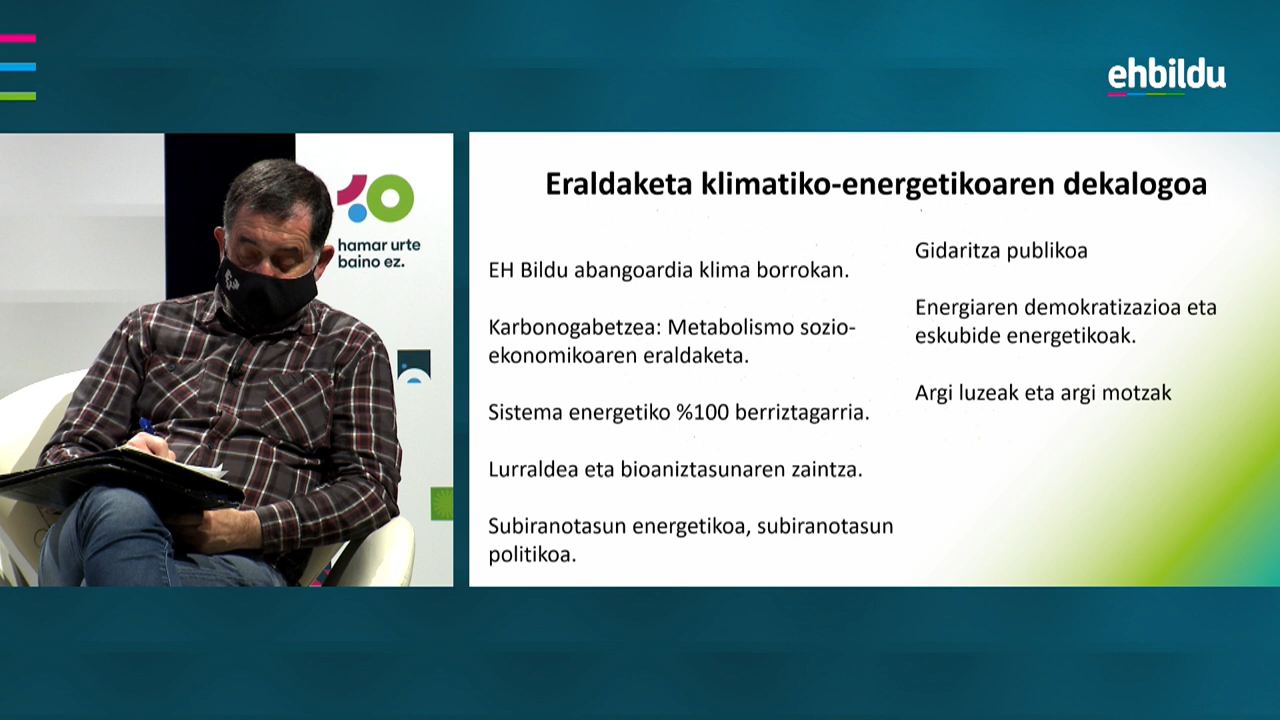 ehbildu
hamar urte
baino ez.
Eraldaketa klimatiko-energetikoaren dekalogoa
EH Bildu abangoardia klima borrokan.
Karbonogabetzea: Metabolismo sozio-
ekonomikoaren eraldaketa.
Sistema energetiko %100 berriztagarria.
Lurraldea eta bioaniztasunaren zaintza.
Subiranotasun energetikoa, subiranotasun
politikoa.
Gidaritza publikoa
Energiaren demokratizazioa eta
eskubide energetikoak.
Argi luzeak eta argi motzak